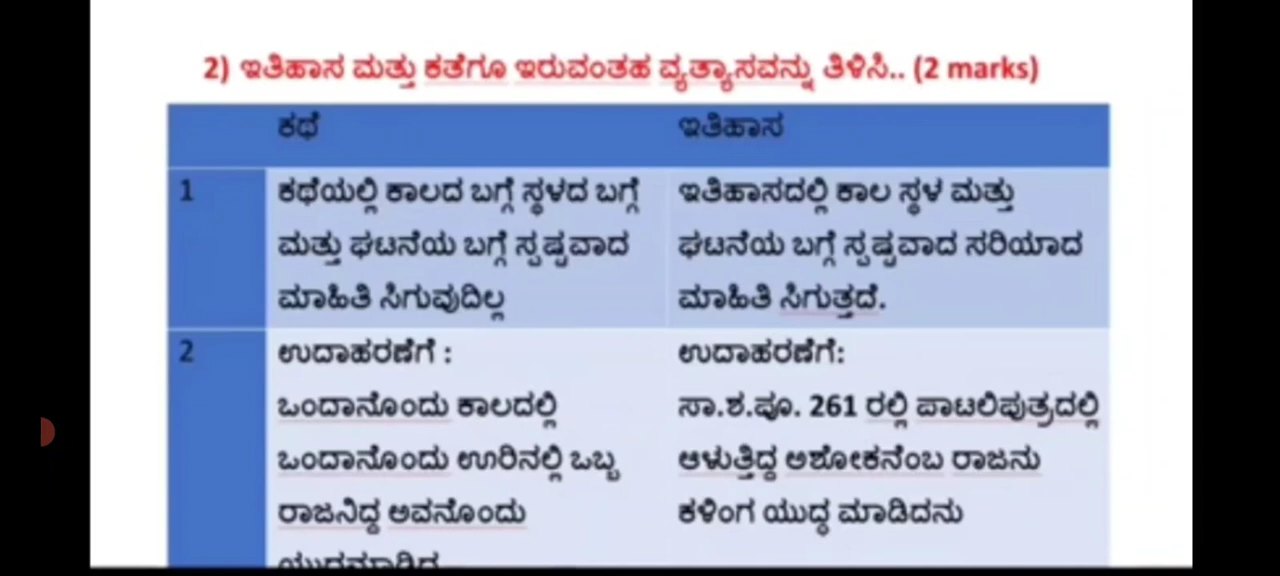 2) ಇತಿಹಾಸ ಮತ್ತು ಕತೆಗೂ ಇರುವಂತಹ ವ್ಯತ್ಯಾಸವನ್ನು ತಿಳಿಸಿ.. (2 marks)
ಕಥೆ ಇತಿಹಾಸ
1
ಕಥೆಯಲ್ಲಿ ಕಾಲದ ಬಗ್ಗೆ ಸ್ಥಳದ ಬಗ್ಗೆ
ಮತ್ತು ಘಟನೆಯ ಬಗ್ಗೆ ಸ್ಪಷ್ಟವಾದ
ಮಾಹಿತಿ ಸಿಗುವುದಿಲ್ಲ
ಇತಿಹಾಸದಲ್ಲಿ ಕಾಲ ಸ್ಥಳ ಮತ್ತು
ಘಟನೆಯ ಬಗ್ಗೆ ಸ್ಪಷ್ಟವಾದ ಸರಿಯಾದ
ಮಾಹಿತಿ ಸಿಗುತ್ತದೆ.
2
ಉದಾಹರಣೆಗೆ :
ಒಂದಾನೊಂದು ಕಾಲದಲ್ಲಿ
ಒಂದಾನೊಂದು ಊರಿನಲ್ಲಿ ಒಬ್ಬ
ರಾಜನಿದ್ದ ಅವನೊಂದು
ಉದಾಹರಣೆಗೆ:
ಸಾ.ಶ.ಪೂ. 261 ರಲ್ಲಿ ಪಾಟಲಿಪುತ್ರದಲ್ಲಿ
ಆಳುತ್ತಿದ್ದ ಅಶೋಕನೆಂಬ ರಾಜನು
ಕಳಿಂಗ ಯುದ್ಧ ಮಾಡಿದನು